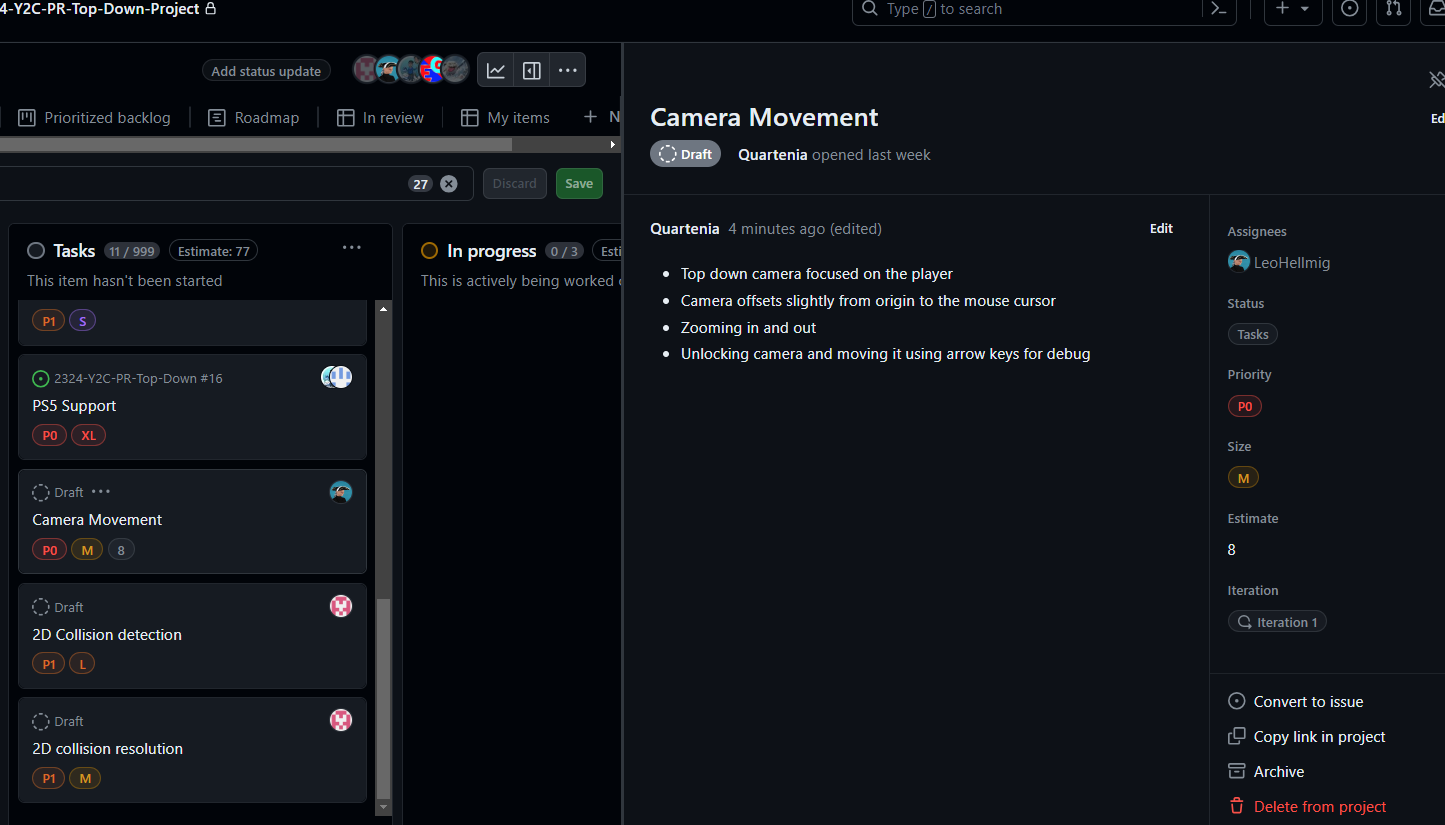 4-Y2C-PR-Top-Down-Project
Type / to search
Add status update
Prioritized backlog
Roadmap
In review
My items
27
Discard
Save
Tasks 11 / 999 Estimate: 77
This item hasn't been started
P1 S
2324-Y2C-PR-Top-Down #16
PS5 Support
P0 XL
Draft
Camera Movement
P0 M 8
Draft
2D Collision detection
P1 L
Draft
2D collision resolution
P1 M
In progress 0 / 3 Esti
This is actively being worked
Camera Movement
Ed
Draft Quartenia opened last week
Quartenia 4 minutes ago (edited) Edit
Top down camera focused on the player
Camera offsets slightly from origin to the mouse cursor
Zooming in and out
Unlocking camera and moving it using arrow keys for debug
Assignees
LeoHellmig
Status
Tasks
Priority
P0
Size
M
Estimate
8
Iteration
Iteration 1
Convert to issue
Copy link in project
Archive
Delete from project